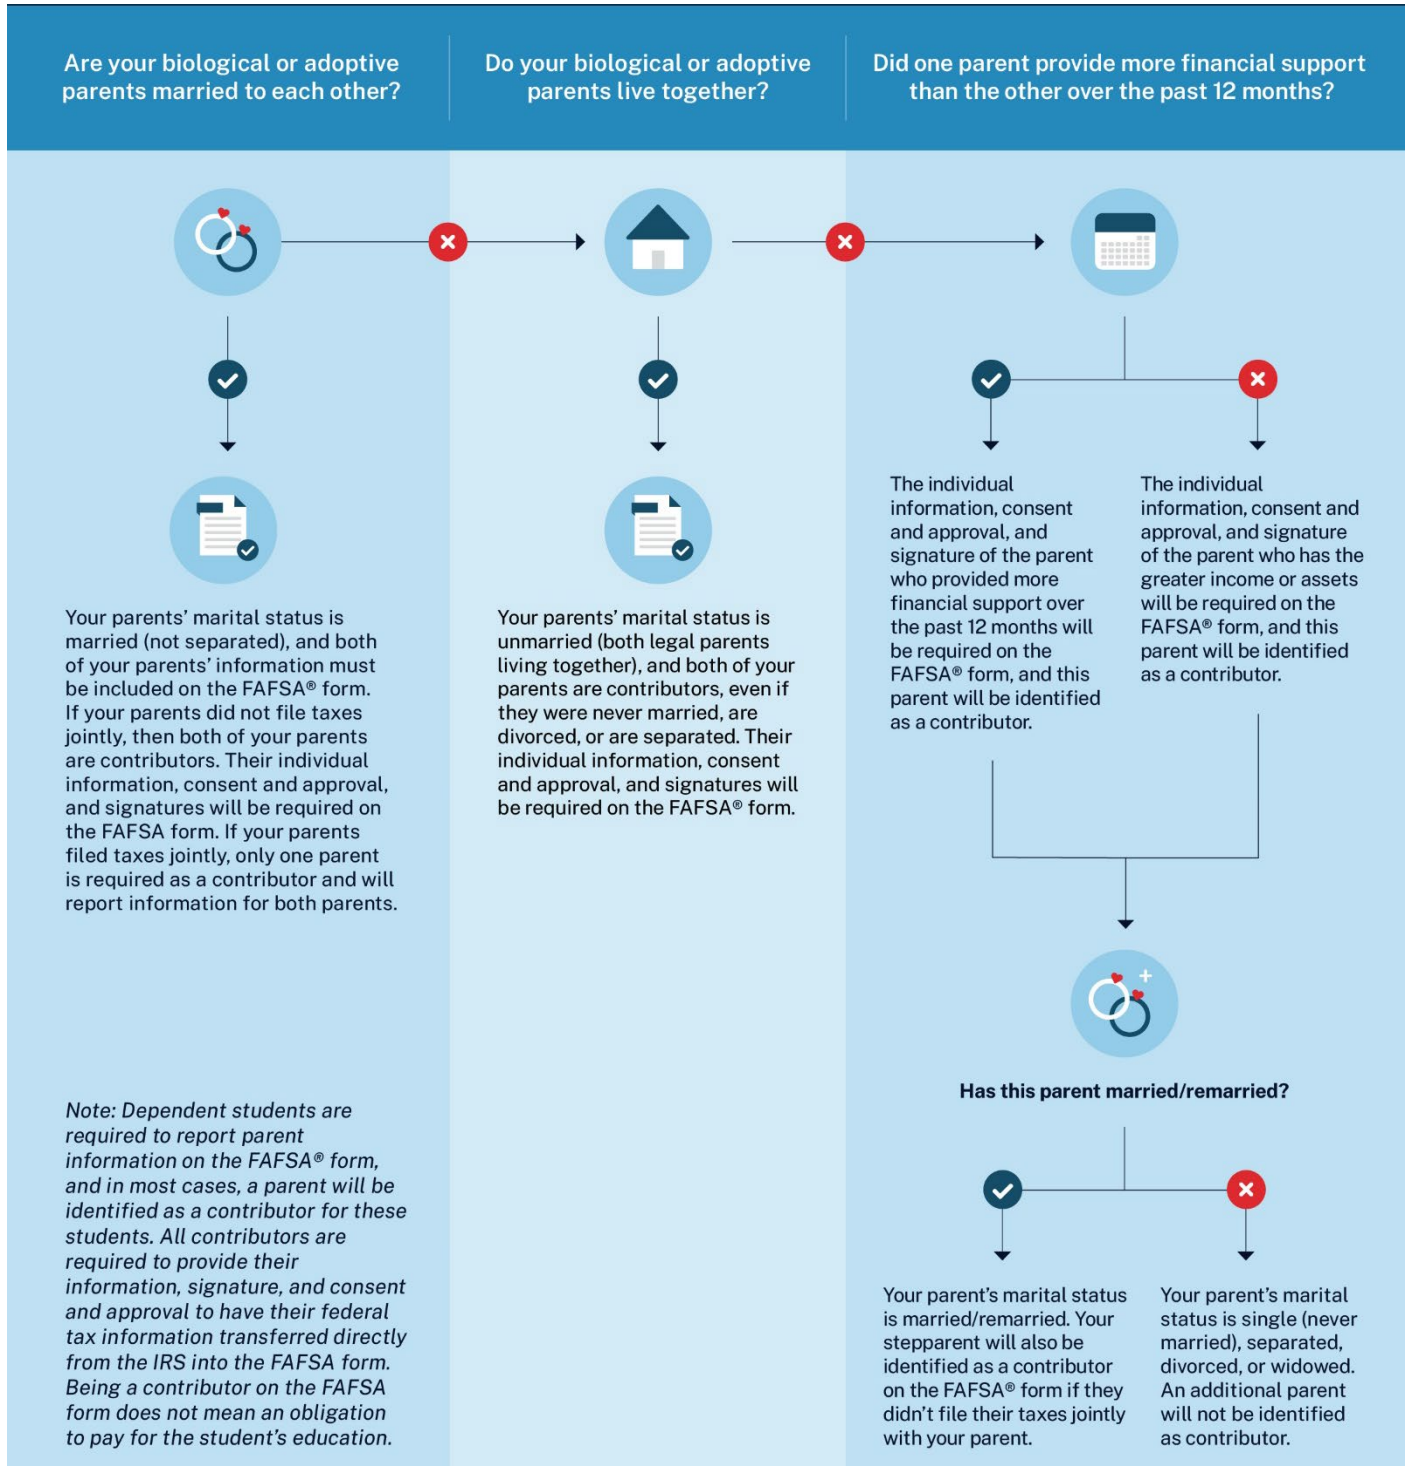 Are your biological or adoptive
parents married to each other?
Do your biological or adoptive
parents live together?
Did one parent provide more financial support
than the other over the past 12 months?
Your parents’ marital status is
married (not separated), and both
of your parents’ information must
be included on the FAFSA® form.
If your parents did not file taxes
jointly, then both of your parents
are contributors. Their individual
information, consent and approval,
and signatures will be required on
the FAFSA form. If your parents
filed taxes jointly, only one parent
is required as a contributor and will
report information for both parents.
Note: Dependent students are
required to report parent
information on the FAFSA® form,
and in most cases, a parent will be
identified as a contributor for these
students. All contributors are
required to provide their
information, signature, and consent
and approval to have their federal
tax information transferred directly
from the IRS into the FAFSA form.
Being a contributor on the FAFSA
form does not mean an obligation
to pay for the student’s education.
Your parents’ marital status is
unmarried (both legal parents
living together), and both of your
parents are contributors, even if
they were never married, are
divorced, or are separated. Their
individual information, consent
and approval, and signatures will
be required on the FAFSA® form.
The individual
information, consent
and approval, and
signature of the parent
who provided more
financial support over
the past 12 months will
be required on the
FAFSA® form, and this
parent will be identified
as a contributor.
The individual
information, consent and
approval, and signature
of the parent who has the
greater income or assets
will be required on the
FAFSA® form, and this
parent will be identified
as a contributor.
Has this parent married/remarried?
Your parent’s marital status
is married/remarried. Your
stepparent will also be
identified as a contributor
on the FAFSA® form if they
didn’t file their taxes jointly
with your parent.
Your parent’s marital
status is single (never
married), separated,
divorced, or widowed.
An additional parent
will not be identified
as contributor.